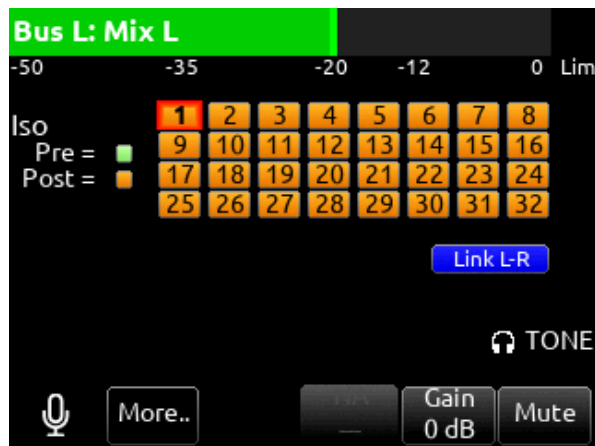 Bus L: Mix L
-50 -35 -20 -12 0 Lim
Iso
Pre =
Post =
1 2 3 4 5 6 7 8
9 10 11 12 13 14 15 16
17 18 19 20 21 22 23 24
25 26 27 28 29 30 31 32
Link L-R
TONE
More..
NA
Gain
0 dB
Mute